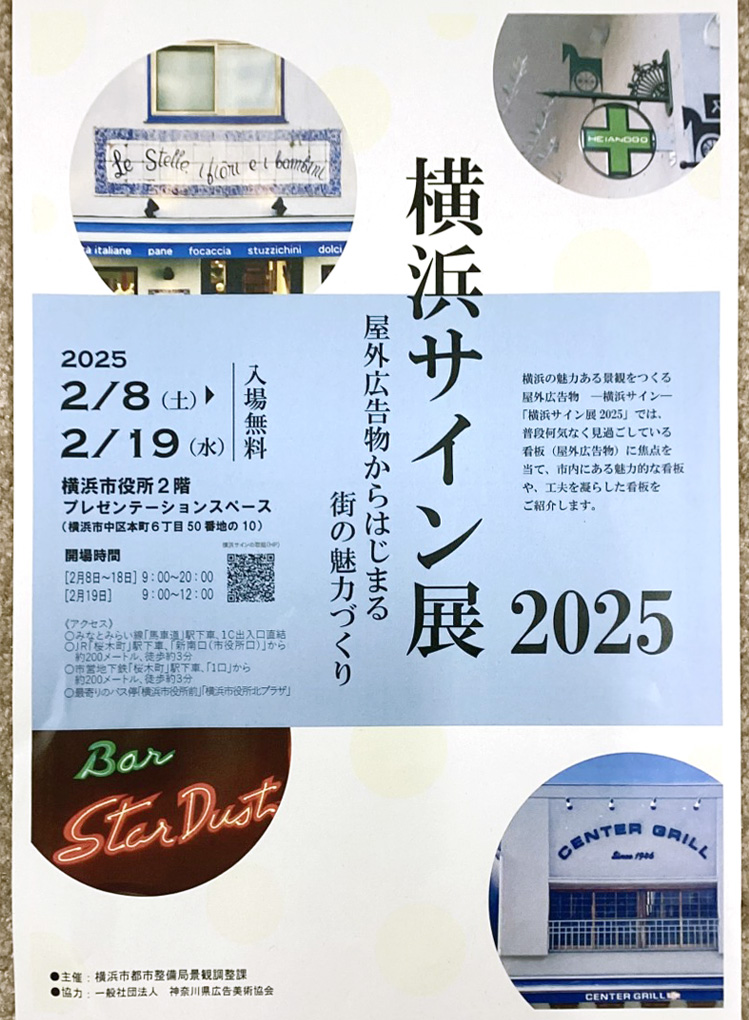 Le Stelle, i fiori e i bambini
tà italiane pane focaccia stuzzichini dolci
HEIANDOO
横浜サイン展 2025
屋外広告物からはじまる
街の魅力づくり
2025
2/8(土)▶
2/19(水)
入場無料
横浜市役所2階
プレゼンテーションスペース
(横浜市中区本町6丁目50番地の10)
横浜サインの取組(HP)
開場時間
[2月8日~18日] 9:00~20:00
[2月19日] 9:00~12:00
《アクセス》
○みなとみらい線「馬車道」駅下車、1C出入口直結
○JR「桜木町」駅下車、「新南口(市役所口)」から
約200メートル、徒歩約3分
○市営地下鉄「桜木町」駅下車、「1口」から
約200メートル、徒歩約3分
○最寄りのバス停「横浜市役所前」「横浜市役所北プラザ」
横浜の魅力ある景観をつくる
屋外広告物 ―横浜サイン―
「横浜サイン展2025」では、
普段何気なく見過ごしている
看板(屋外広告物)に焦点を
当て、市内にある魅力的な看板
や、工夫を凝らした看板を
ご紹介します。
Bar
StarDust
CENTER GRILL
Since 1946
CENTER GRILL
●主催:横浜市都市整備局景観調整課
●協力:一般社団法人 神奈川県広告美術協会